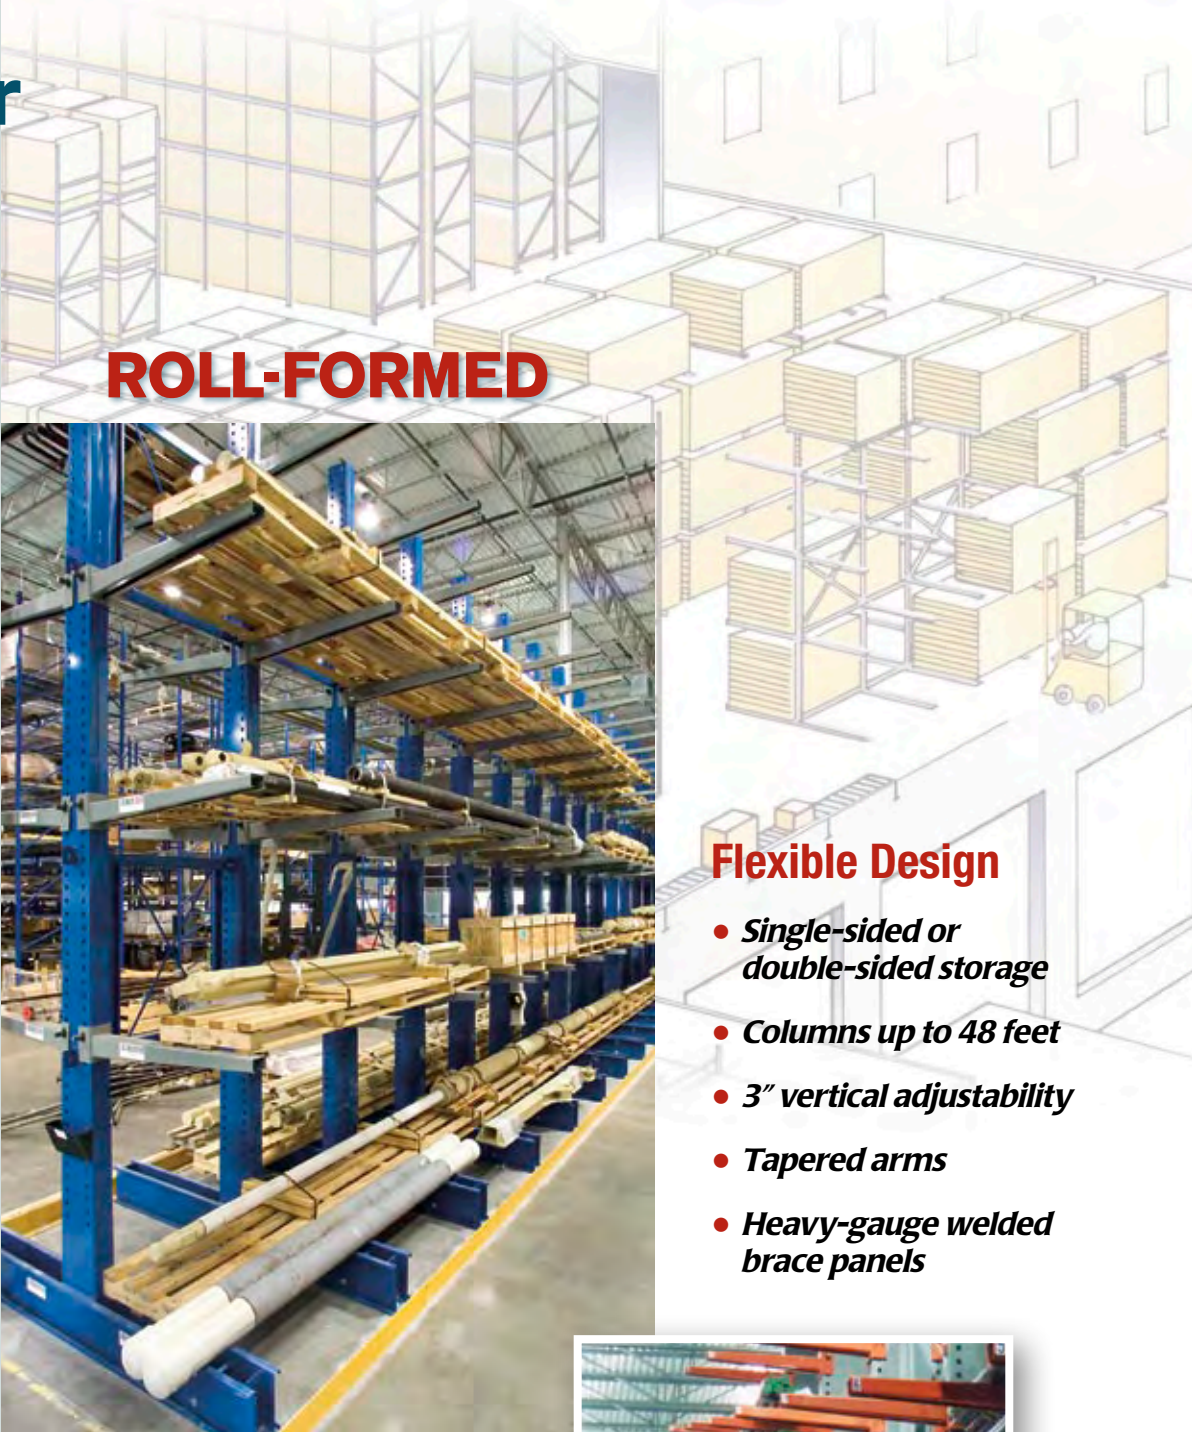 r
ROLL-FORMED
Flexible Design
• Single-sided or
double-sided storage
• Columns up to 48 feet
• 3″ vertical adjustability
• Tapered arms
• Heavy-gauge welded
brace panels